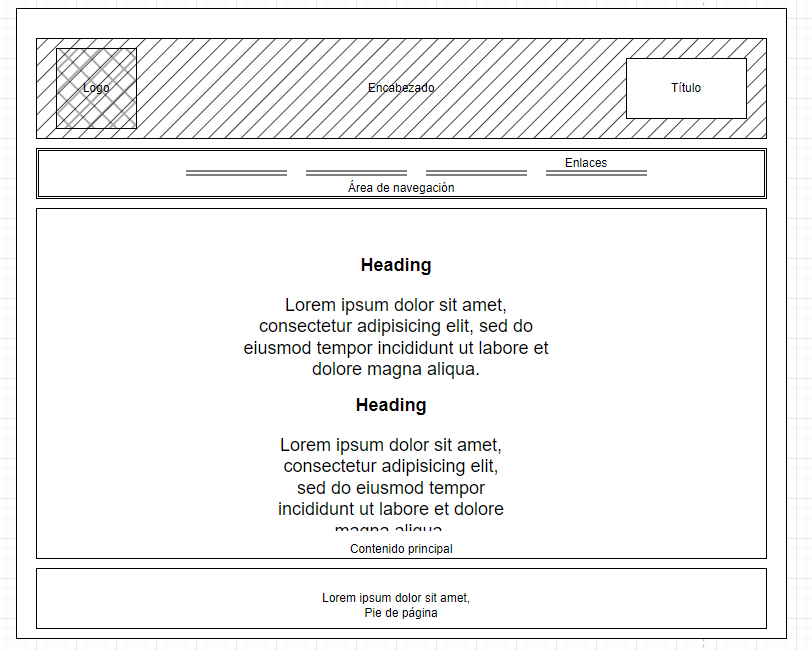 Logo
Encabezado
Título
Enlaces
Área de navegación
Heading
Lorem ipsum dolor sit amet,
consectetur adipisicing elit, sed do
eiusmod tempor incididunt ut labore et
dolore magna aliqua.
Heading
Lorem ipsum dolor sit amet,
consectetur adipisicing elit,
sed do eiusmod tempor
incididunt ut labore et dolore
magna aliqua
Contenido principal
Lorem ipsum dolor sit amet,
Pie de página